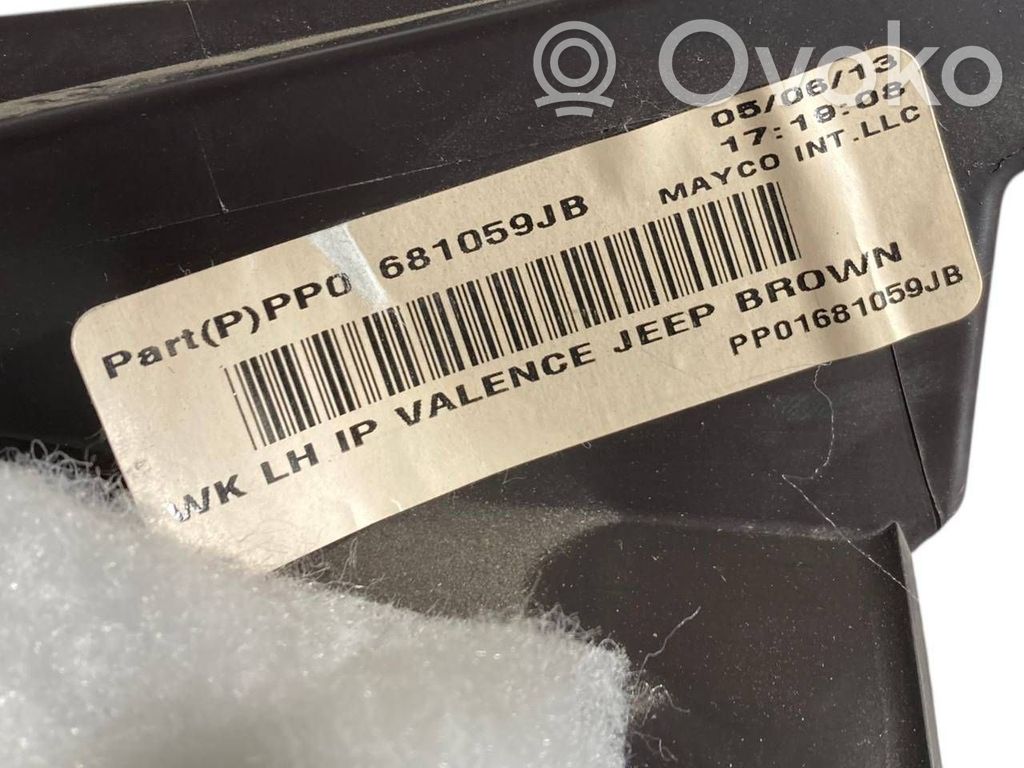 Ovoko
05/06/13
17:19:08
MAYCO INT.LLC
Part(P)PP0 681059JB
WK LH IP VALENCE JEEP BROWN
PP01681059JB